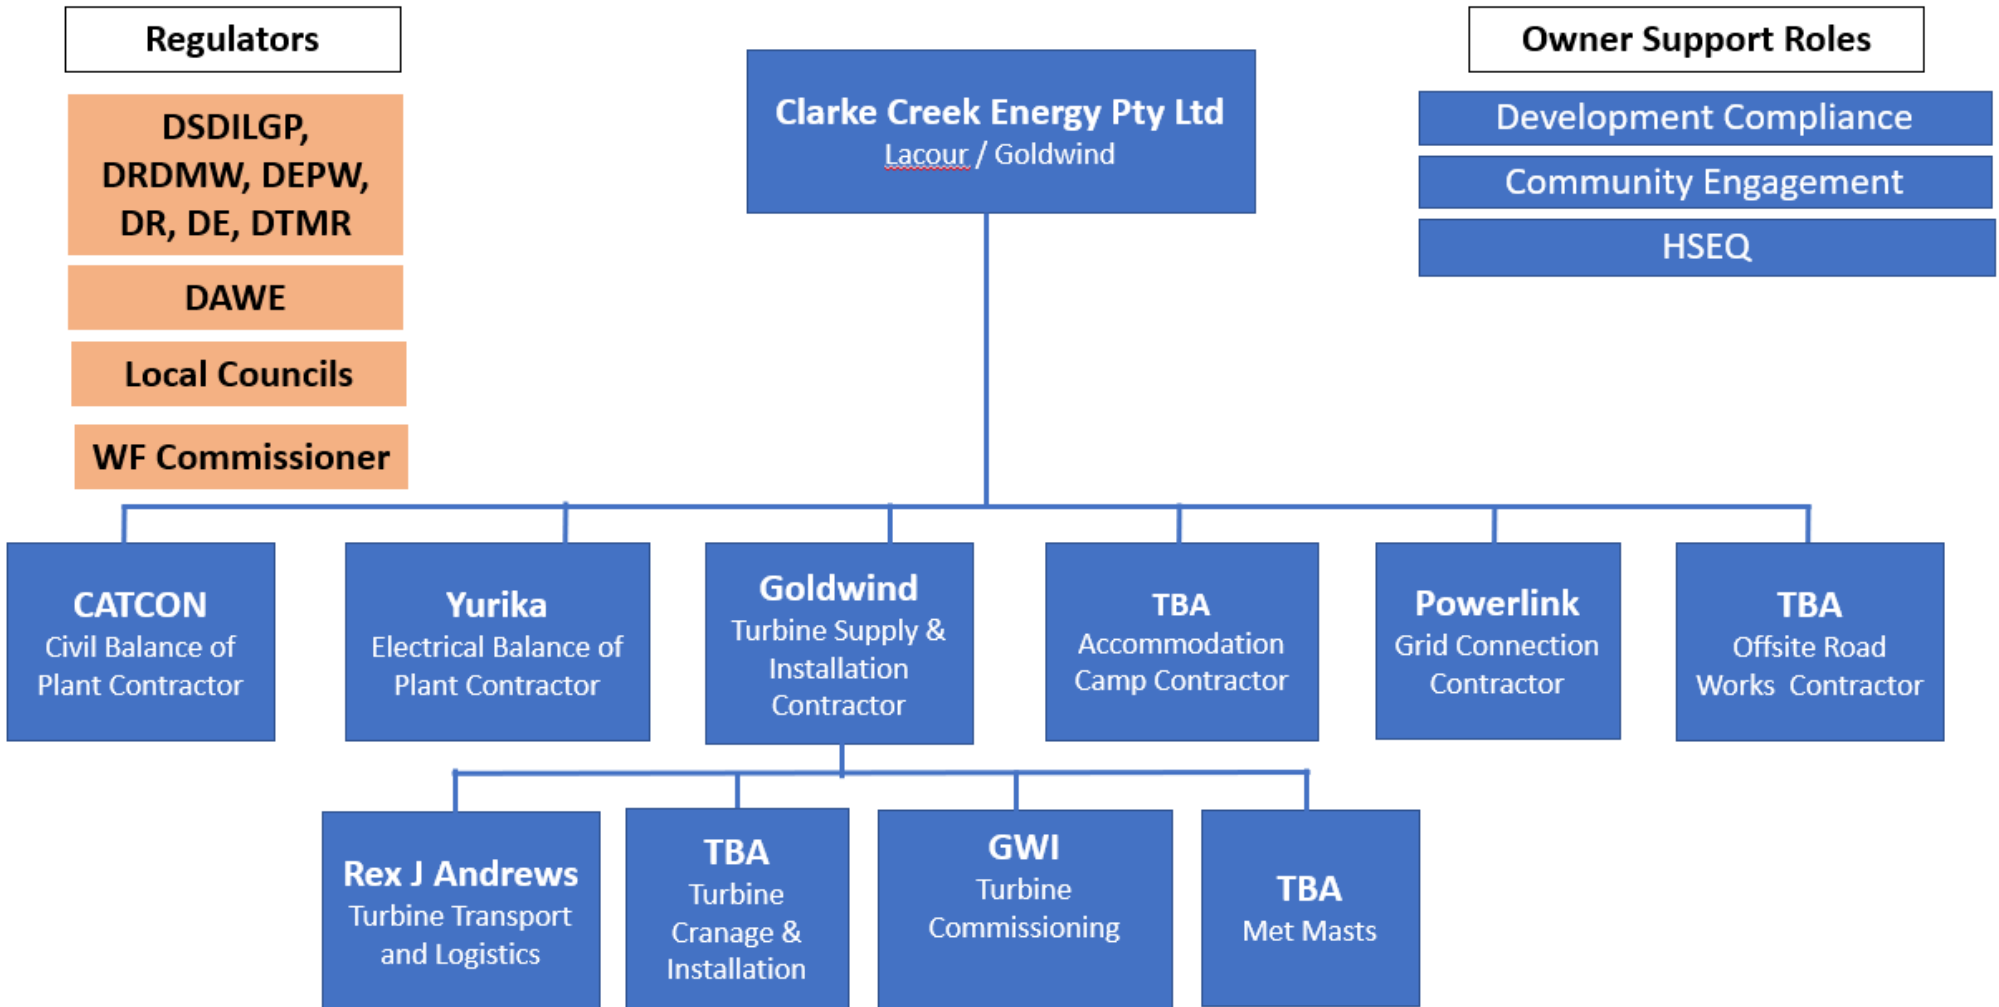 Regulators
DSDILGP,
DRDMW, DEPW,
DR, DE, DTMR
DAWE
Local Councils
WF Commissioner
Clarke Creek Energy Pty Ltd
Lacour / Goldwind
Owner Support Roles
Development Compliance
Community Engagement
HSEQ
CATCON
Civil Balance of
Plant Contractor
Yurika
Electrical Balance of
Plant Contractor
Goldwind
Turbine Supply &
Installation
Contractor
TBA
Accommodation
Camp Contractor
Powerlink
Grid Connection
Contractor
TBA
Offsite Road
Works Contractor
Rex J Andrews
Turbine Transport
and Logistics
TBA
Turbine
Cranage &
Installation
GWI
Turbine
Commissioning
TBA
Met Masts